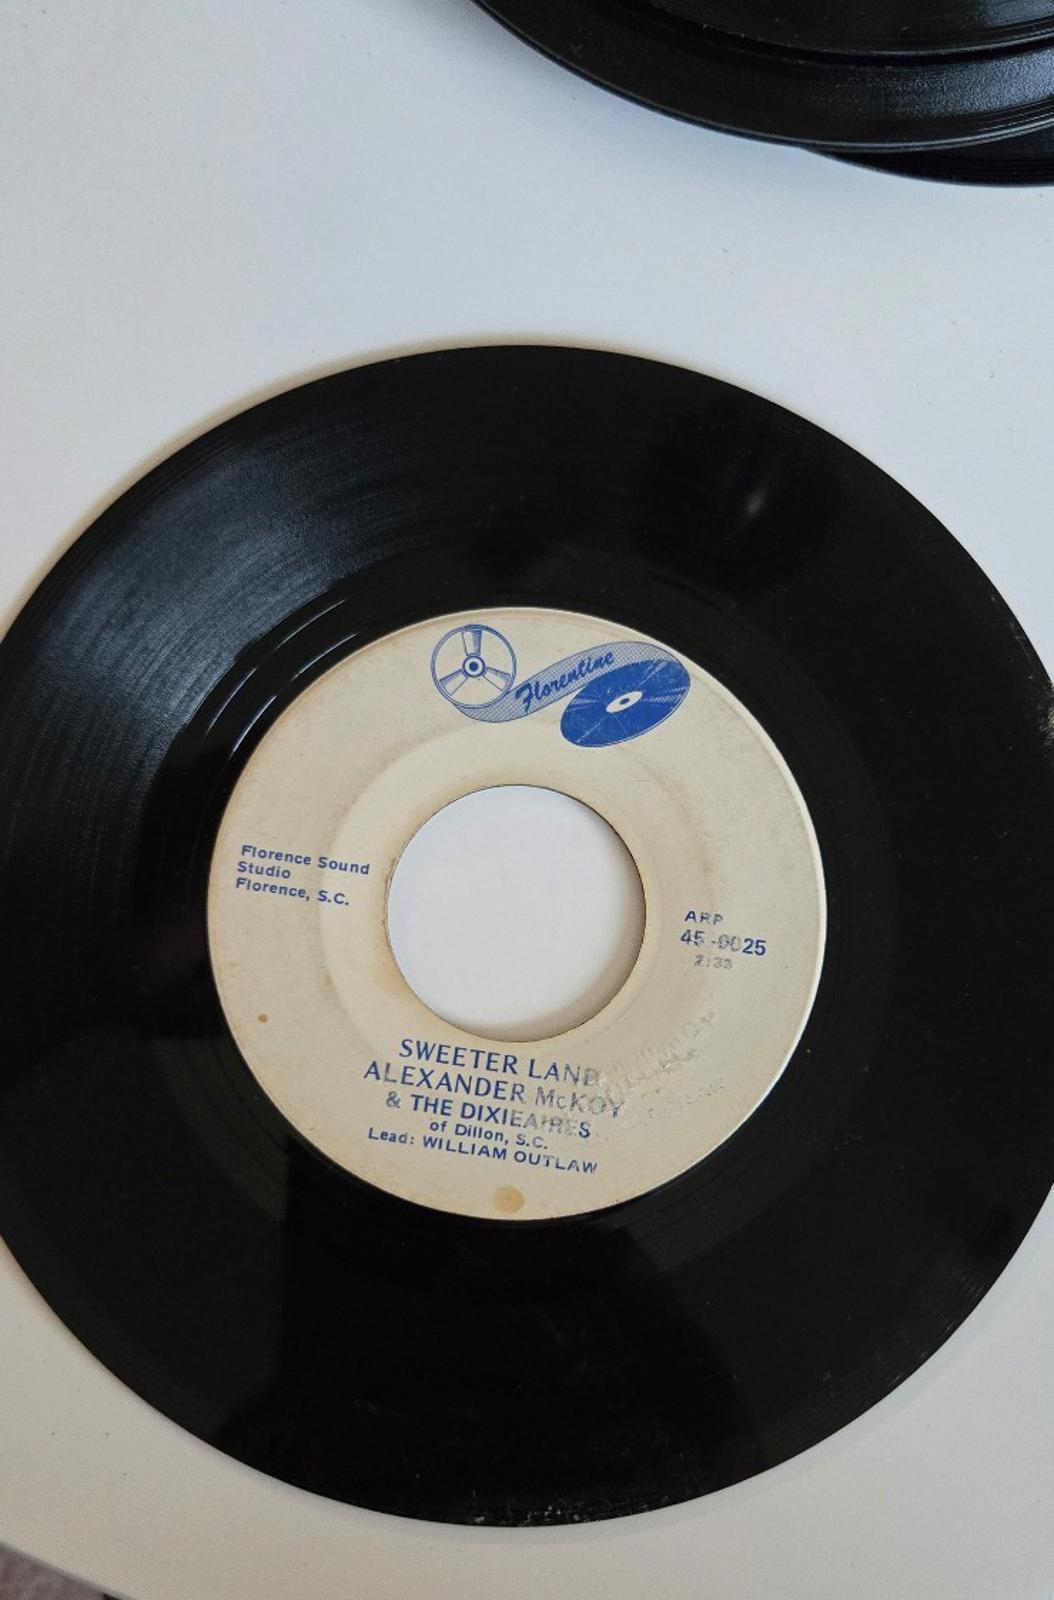 Florentine
Florence Sound
Studio
Florence, S.C.
ARP
45-0025
2:33
SWEETER LAND
ALEXANDER McKOY
& THE DIXIEAIRES
of Dillon, S.C.
Lead: WILLIAM OUTLAW